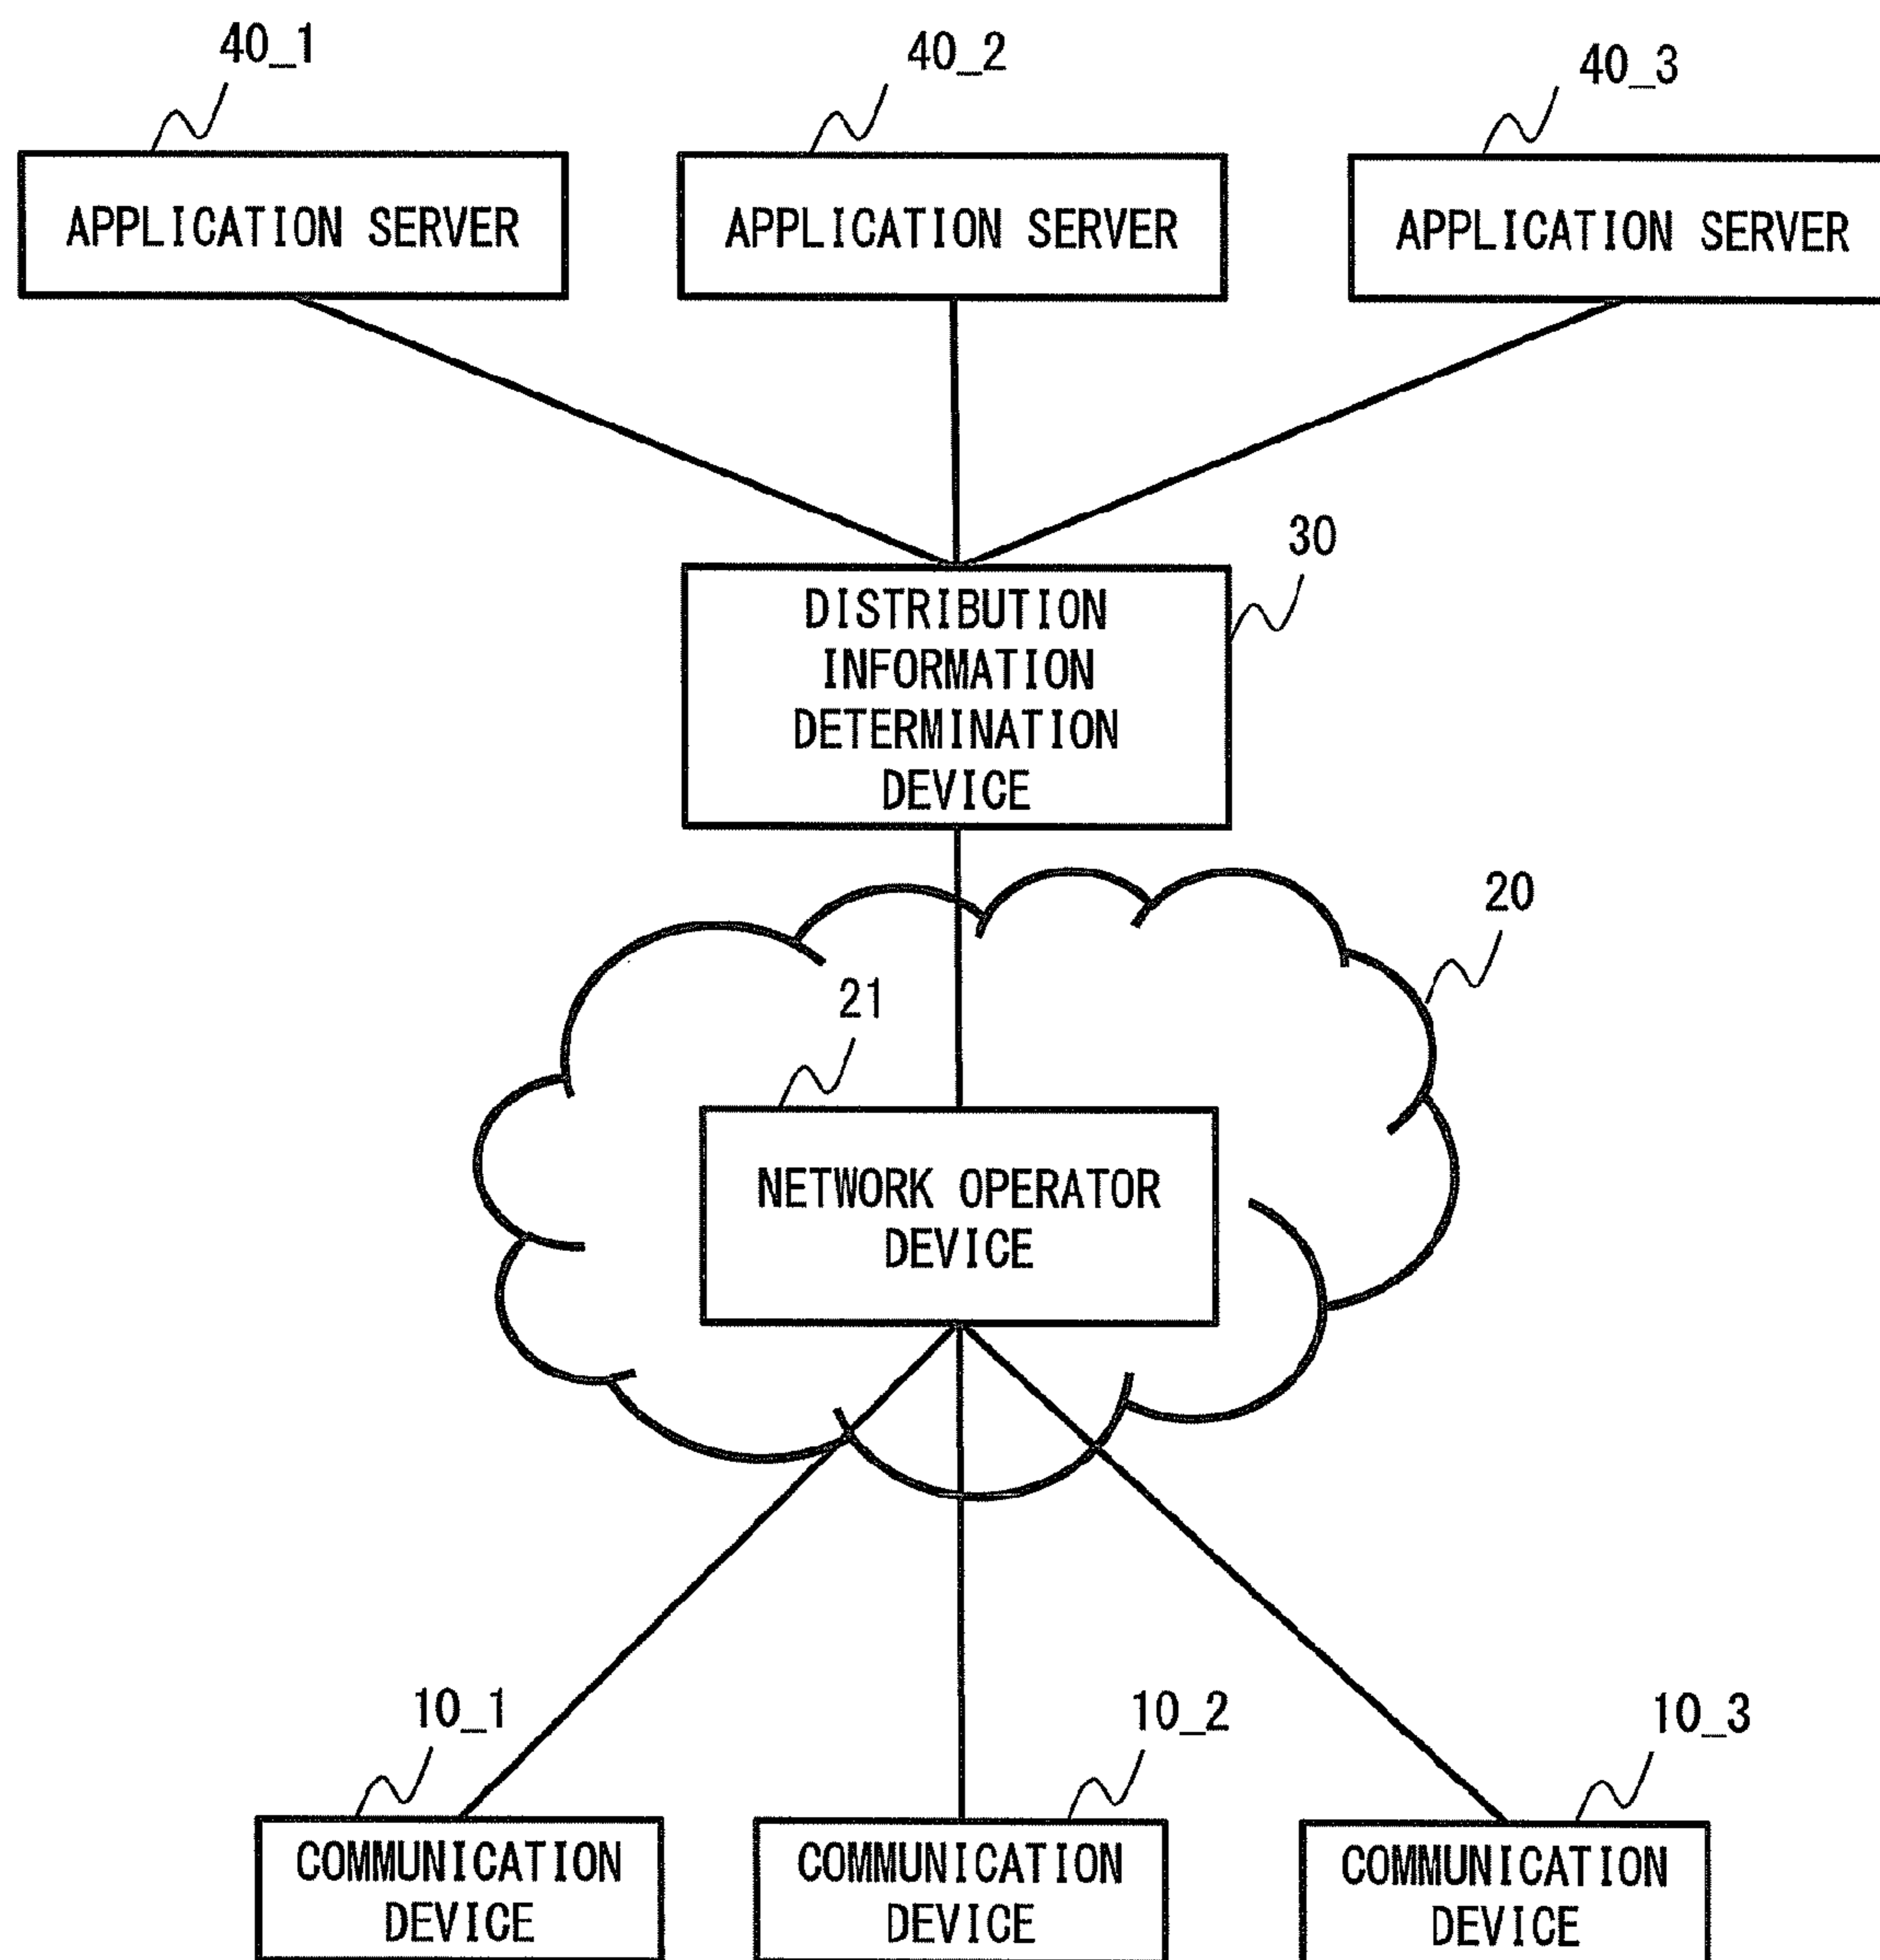 40_1
40_2
40_3
APPLICATION SERVER
APPLICATION SERVER
APPLICATION SERVER
30
DISTRIBUTION
INFORMATION
DETERMINATION
DEVICE
20
21
NETWORK OPERATOR
DEVICE
10_1
10_2
10_3
COMMUNICATION
DEVICE
COMMUNICATION
DEVICE
COMMUNICATION
DEVICE